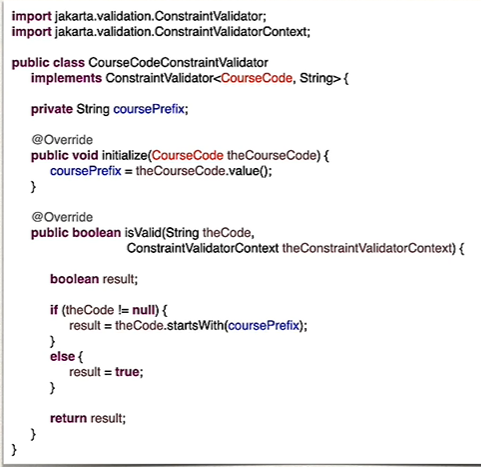 import jakarta.validation.ConstraintValidator;
import jakarta.validation.ConstraintValidatorContext;
public class CourseCodeConstraintValidator
implements ConstraintValidator<CourseCode, String> {
private String coursePrefix;
@Override
public void initialize(CourseCode theCourseCode) {
coursePrefix = theCourseCode.value();
}
@Override
public boolean isValid(String theCode,
ConstraintValidatorContext theConstraintValidatorContext) {
boolean result;
if (theCode != null) {
result = theCode.startsWith(coursePrefix);
}
else {
result = true;
}
return result;
}
}